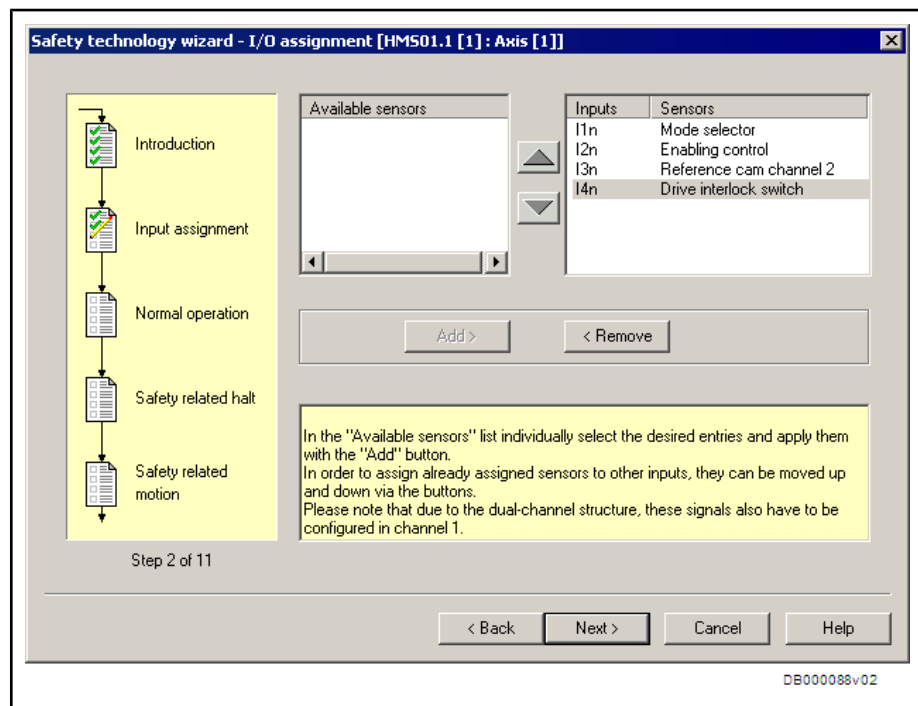 Safety technology wizard - I/O assignment [HMS01.1 [1] : Axis [1]]
Introduction
Input assignment
Normal operation
Safety related halt
Safety related
motion
Step 2 of 11
Available sensors
Inputs Sensors
I1n Mode selector
I2n Enabling control
I3n Reference cam channel 2
I4n Drive interlock switch
Add >
< Remove
In the "Available sensors" list individually select the desired entries and apply them
with the "Add" button.
In order to assign already assigned sensors to other inputs, they can be moved up
and down via the buttons.
Please note that due to the dual-channel structure, these signals also have to be
configured in channel 1.
< Back
Next >
Cancel
Help
DB000088v02